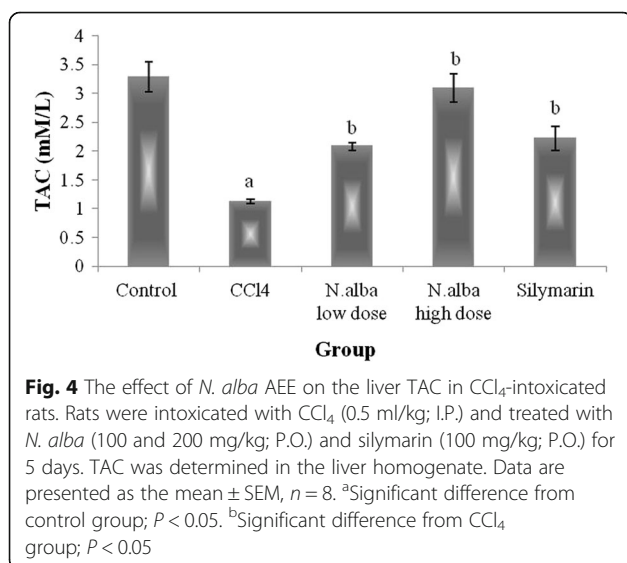 4
3.5
3
2.5
2
1.5
1
0.5
0
TAC (mM/L)
a
b
b
b
Control CCl4 N.alba N.alba Silymarin
low dose high dose
Group
Fig. 4 The effect of N. alba AEE on the liver TAC in CCl₄-intoxicated
rats. Rats were intoxicated with CCl₄ (0.5 ml/kg; I.P.) and treated with
N. alba (100 and 200 mg/kg; P.O.) and silymarin (100 mg/kg; P.O.) for
5 days. TAC was determined in the liver homogenate. Data are
presented as the mean ± SEM, n = 8. ᵃSignificant difference from
control group; P < 0.05. ᵇSignificant difference from CCl₄
group; P < 0.05